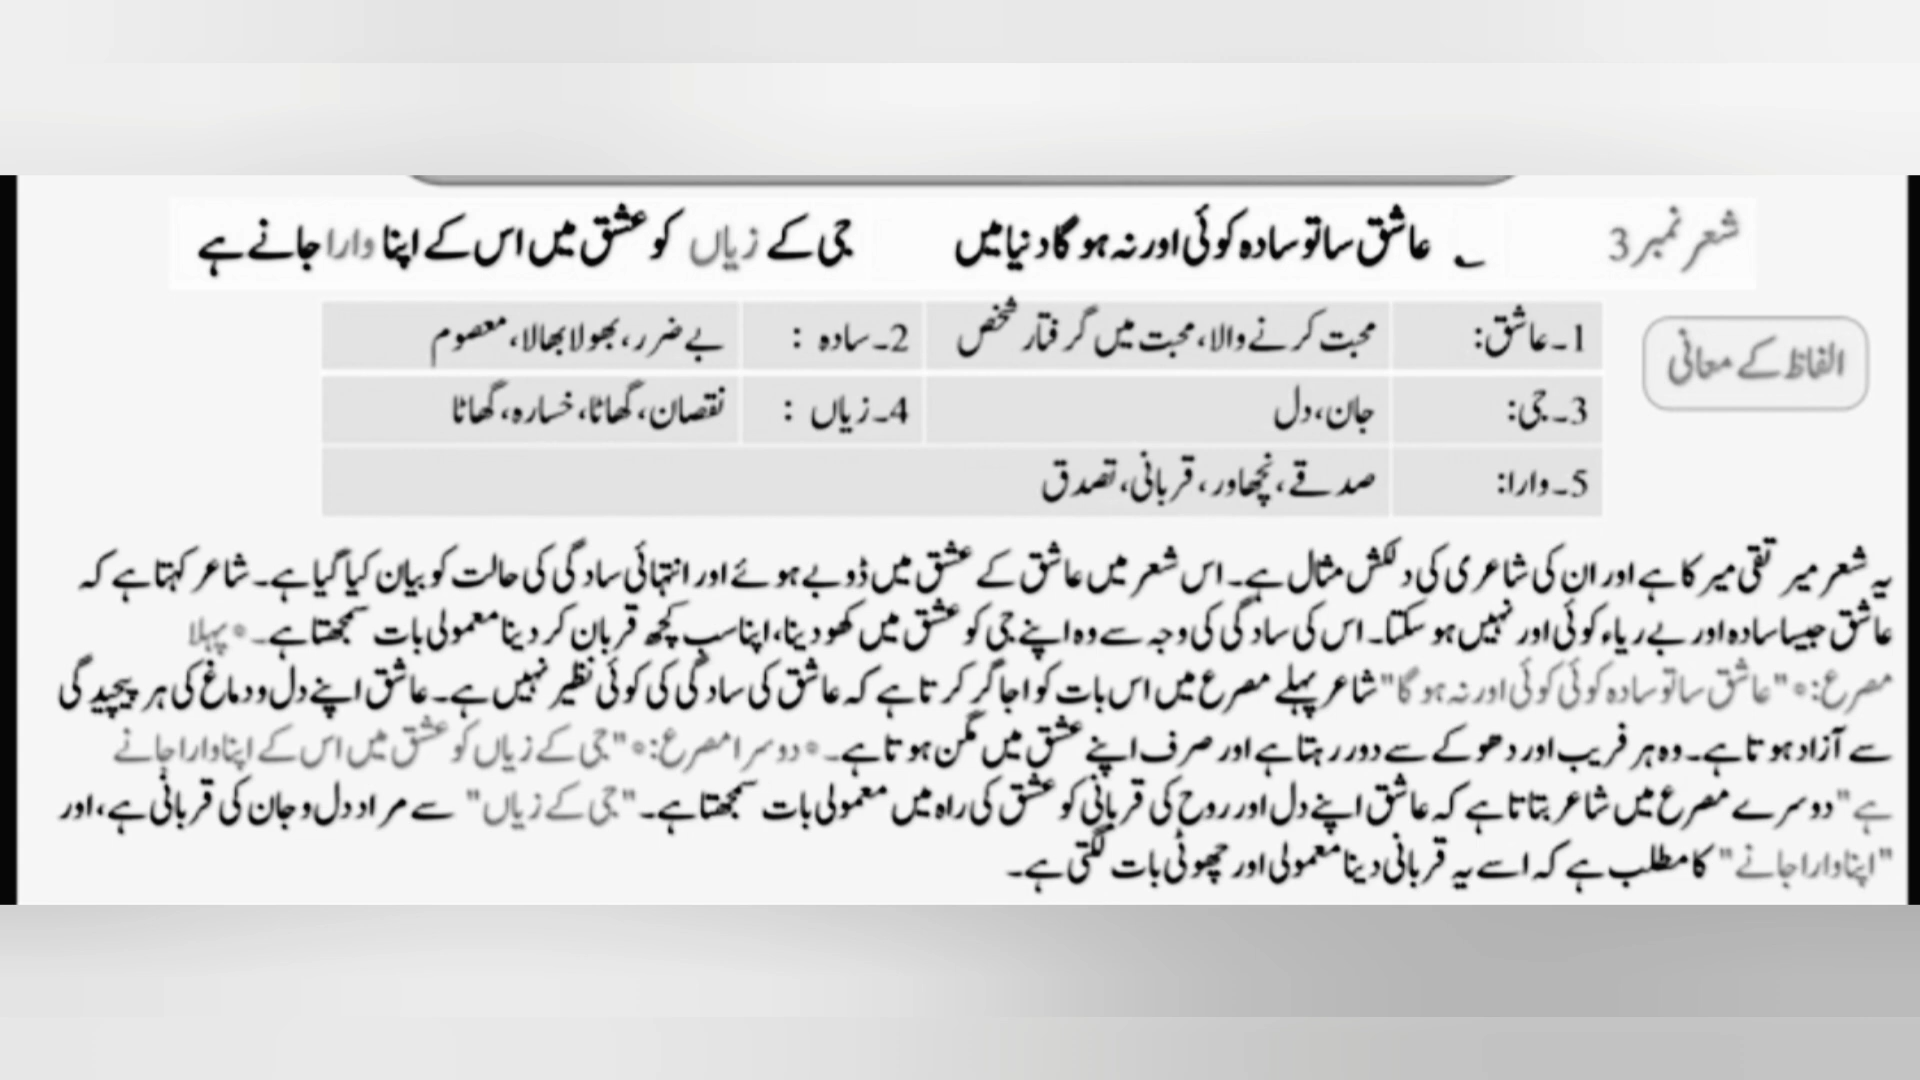 شعر نمبر 3 ؎ عاشق سا تو سادہ کوئی اور نہ ہوگا دنیا میں جی کے زیاں کو عشق میں اس کے اپنا وارا جانے ہے
الفاظ کے معانی
1۔عاشق: محبت کرنے والا، محبت میں گرفتار شخص 2۔سادہ : بے ضرر، بھولا بھالا، معصوم
3۔جی: جان، دل 4۔زیاں : نقصان، گھاٹا، خسارہ، گھاٹا
5۔وارا: صدقے، نچھاور، قربانی، تصدق
یہ شعر میر تقی میر کا ہے اور ان کی شاعری کی دلکش مثال ہے۔ اس شعر میں عاشق کے عشق میں ڈوبے ہوئے اور انتہائی سادگی کی حالت کو بیان کیا گیا ہے۔ شاعر کہتا ہے کہ
عاشق جیسا سادہ اور بے ریاء کوئی اور نہیں ہو سکتا۔ اس کی سادگی کی وجہ سے وہ اپنے جی کو عشق میں کھو دینا، اپنا سب کچھ قربان کر دینا معمولی بات سمجھتا ہے۔ *پہلا
مصرع:* "عاشق سا تو سادہ کوئی کوئی اور نہ ہوگا" شاعر پہلے مصرع میں اس بات کو اجاگر کرتا ہے کہ عاشق کی سادگی کی کوئی نظیر نہیں ہے۔ عاشق اپنے دل و دماغ کی ہر پیچیدگی
سے آزاد ہوتا ہے۔ وہ ہر فریب اور دھوکے سے دور رہتا ہے اور صرف اپنے عشق میں مگن ہوتا ہے۔ *دوسرا مصرع:* "جی کے زیاں کو عشق میں اس کے اپنا وارا جانے
ہے" دوسرے مصرع میں شاعر بتاتا ہے کہ عاشق اپنے دل اور روح کی قربانی کو عشق کی راہ میں معمولی بات سمجھتا ہے۔ "جی کے زیاں" سے مراد دل و جان کی قربانی ہے، اور
"اپنا وارا جانے" کا مطلب ہے کہ اسے یہ قربانی دینا معمولی اور چھوٹی بات لگتی ہے۔